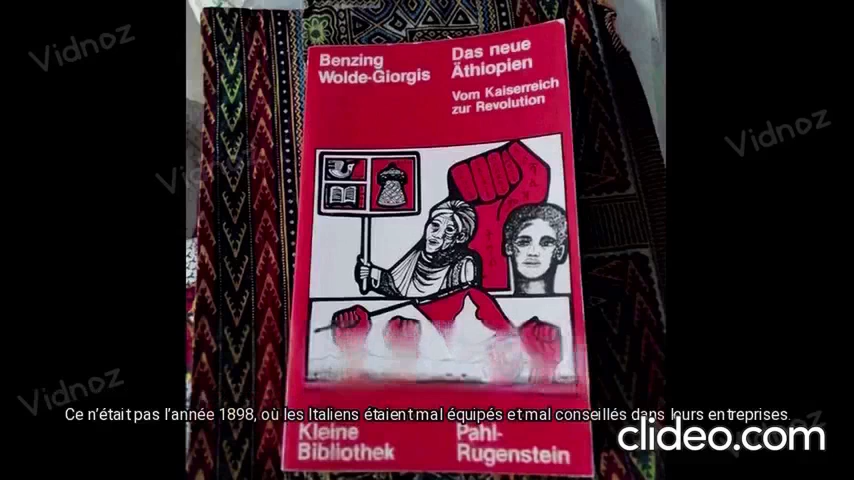 Vidnoz
Benzing
Wolde-Giorgis
Das neue
Äthiopien
Vom Kaiserreich
zur Revolution
Vidnoz
Vidnoz
Vidnoz
Ce n'était pas l'année 1898, où les Italiens étaient mal équipés et mal conseillés dans leurs entreprises.
Kleine
Bibliothek
Pahl-
Rugenstein
clideo.com